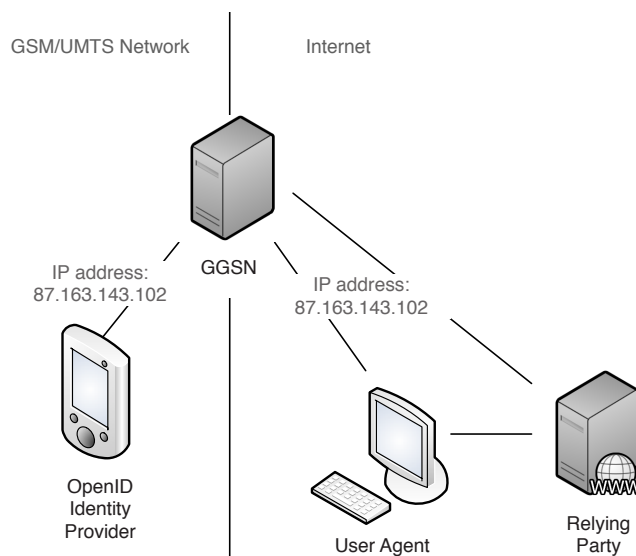 GSM/UMTS Network
Internet
GGSN
IP address:
87.163.143.102
IP address:
87.163.143.102
OpenID
Identity
Provider
User Agent
WWW
Relying
Party